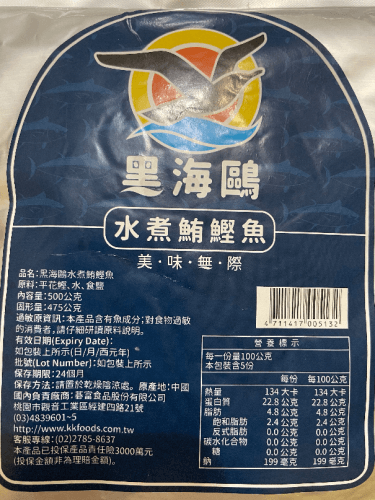 黑海鷗
水煮鮪鰹魚
美·味·無·際
品名:黑海鷗水煮鮪鰹魚
原料:平花鰹、水、食鹽
內容量:500公克
固形量:475公克
過敏原資訊:本產品含有魚成分;對食物過敏
的消費者,請仔細研讀原料說明。
有效日期(Expiry Date):
如包裝上所示(日/月/西元年)
批號(Lot Number):如包裝上所示
保存期限:24個月
保存方法:請置於乾燥陰涼處。原產地:中國
國內負責廠商:碁富食品股份有限公司
桃園市觀音工業區經建四路21號
(03)4839601~5
http://www.kkfoods.com.tw
客服專線:(02)2785-8637
本產品已投保產品責任險3000萬元
(投保金額非為理賠金額)。
4 711417 005132
營養標示
每一份量100公克
本包裝含5份
每份 每100公克
熱量 134 大卡 134 大卡
蛋白質 22.8 公克 22.8 公克
脂肪 4.8 公克 4.8 公克
飽和脂肪 2.4 公克 2.4 公克
反式脂肪 0.0 公克 0.0 公克
碳水化合物 0.0 公克 0.0 公克
糖 0.0 公克 0.0 公克
鈉 199 毫克 199 毫克